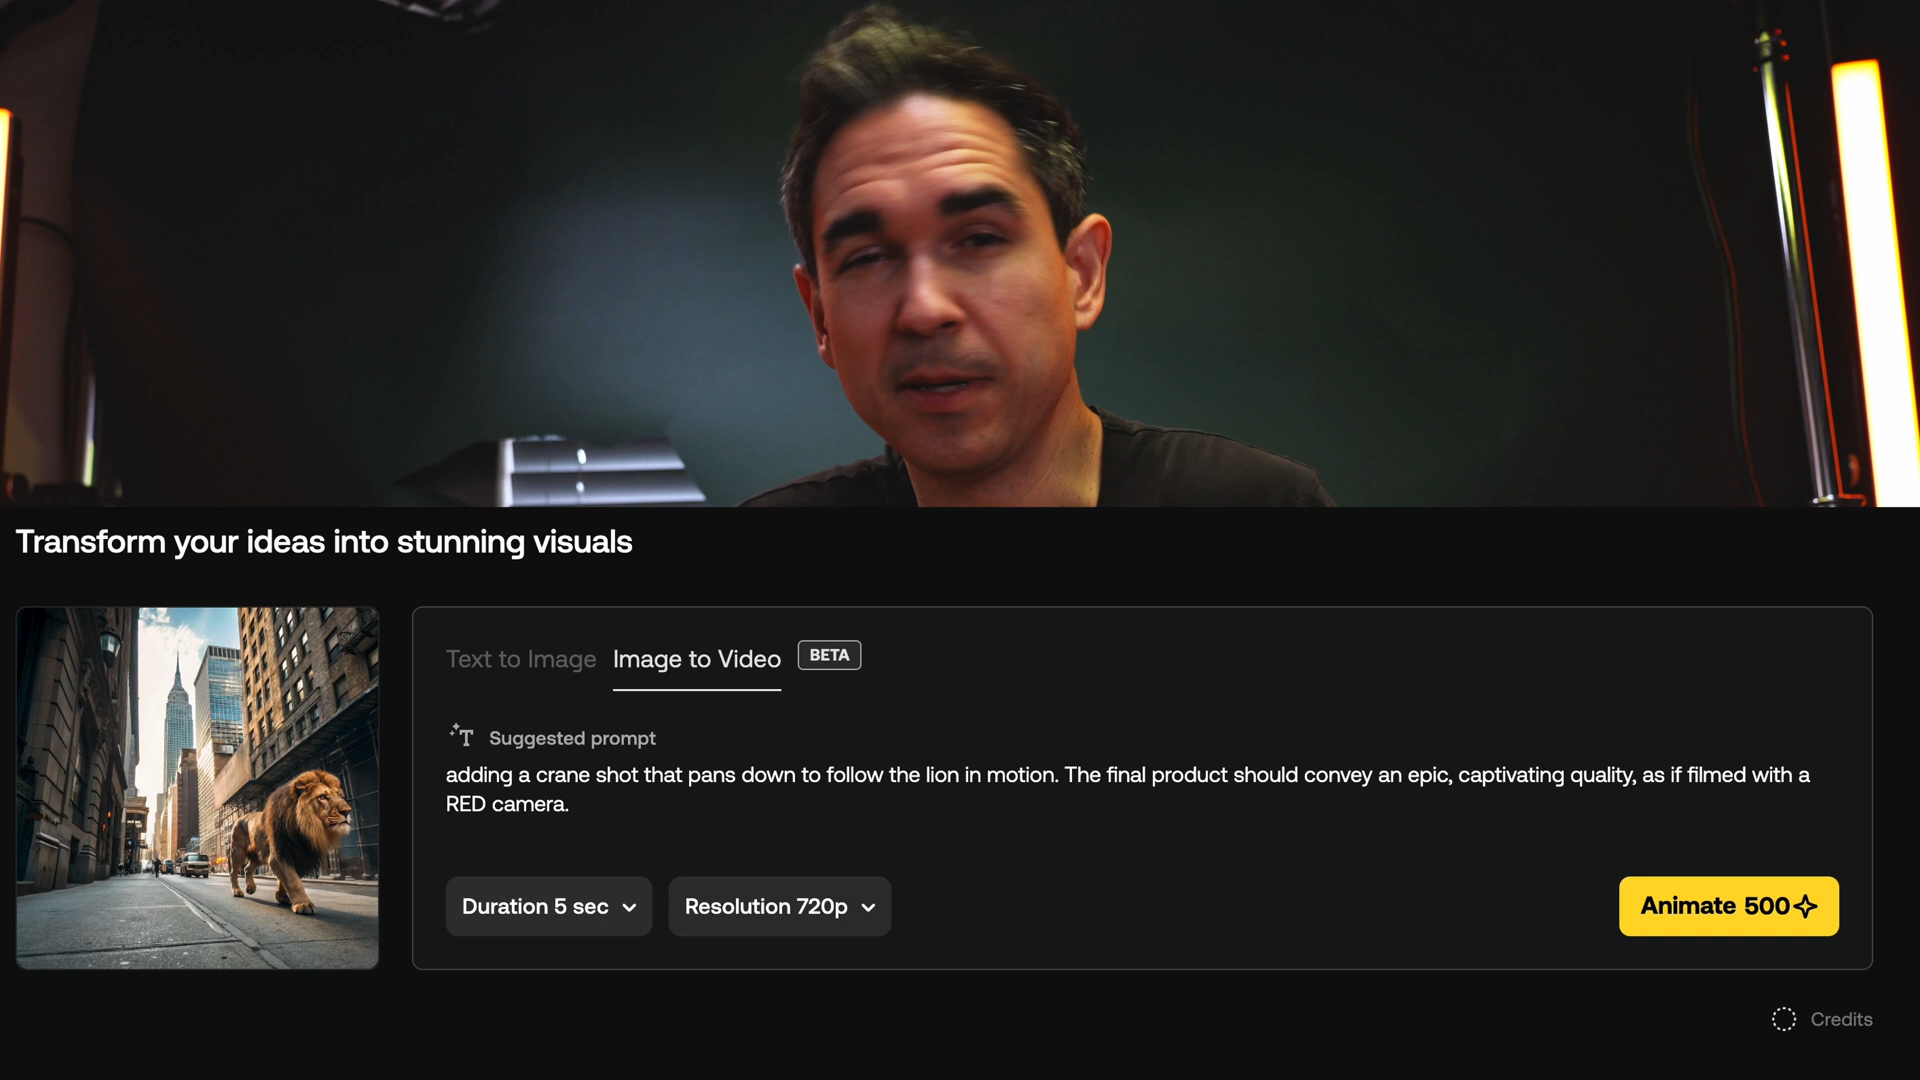 Transform your ideas into stunning visuals
Text to Image Image to Video BETA
Suggested prompt
adding a crane shot that pans down to follow the lion in motion. The final product should convey an epic, captivating quality, as if filmed with a
RED camera.
Duration 5 sec Resolution 720p Animate 500
Credits